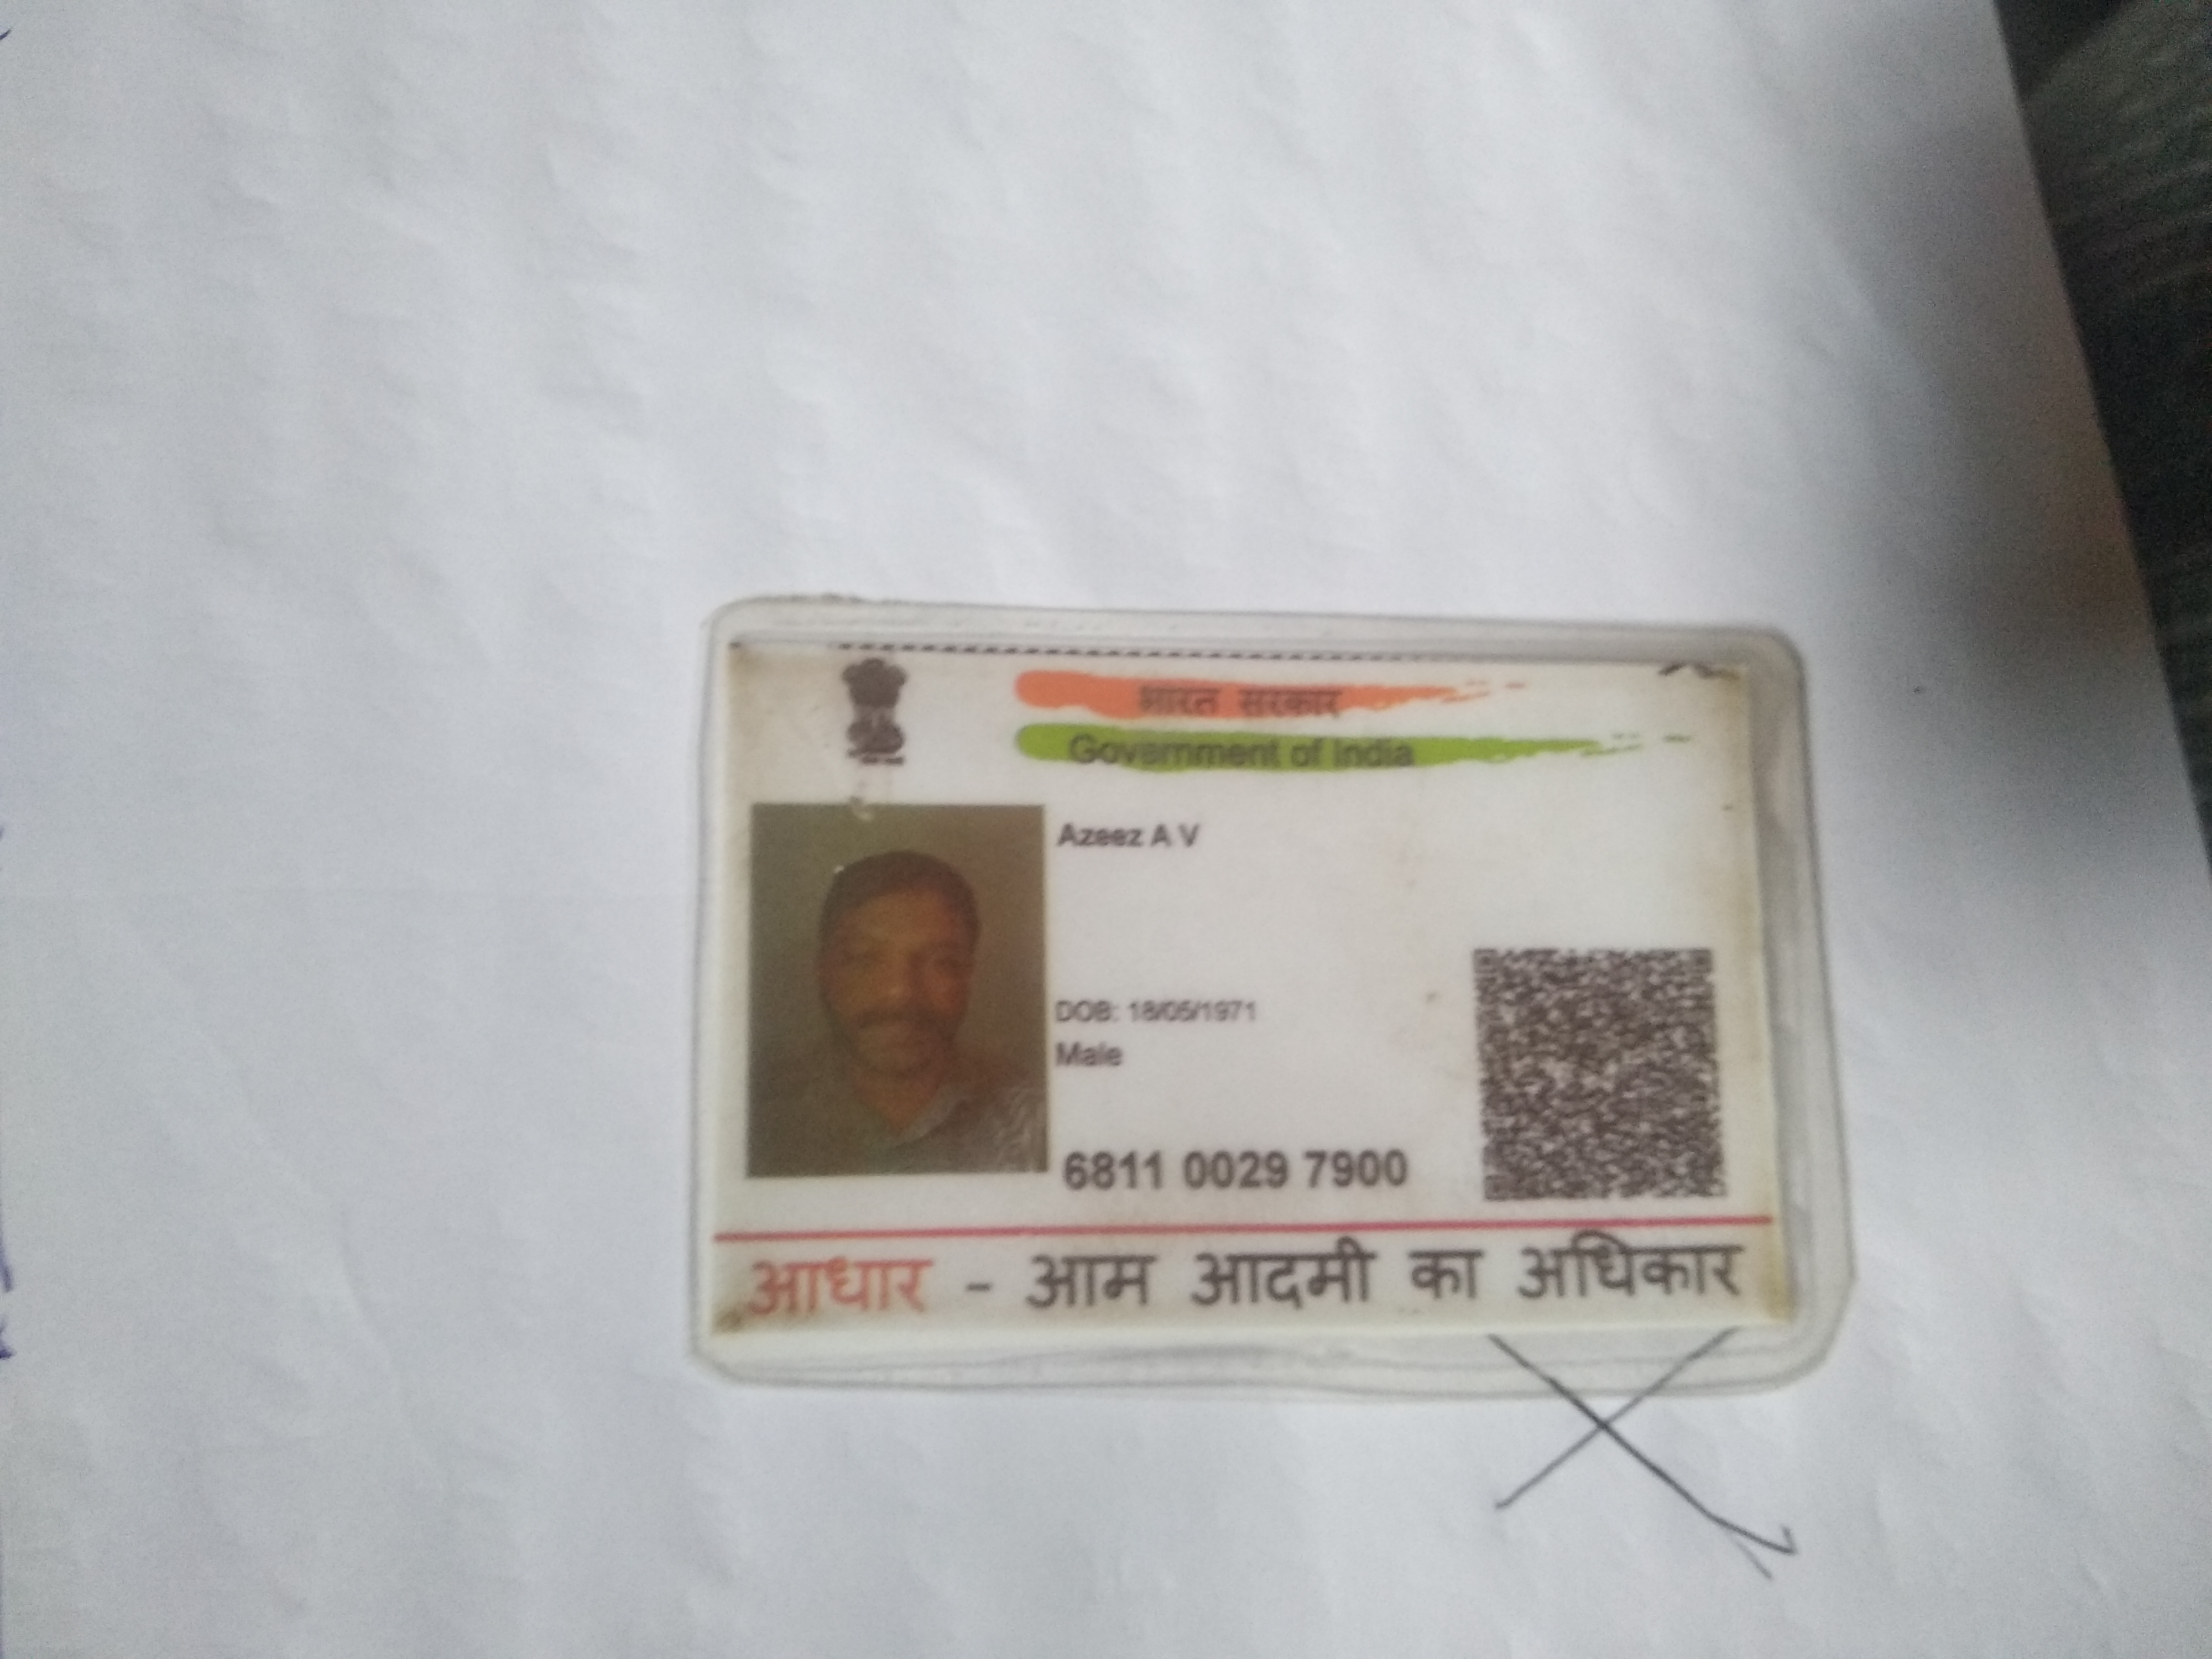 भारत सरकार
Government of India
Azeez A V
DOB: 18/05/1971
Male
6811 0029 7900
आधार - आम आदमी का अधिकार